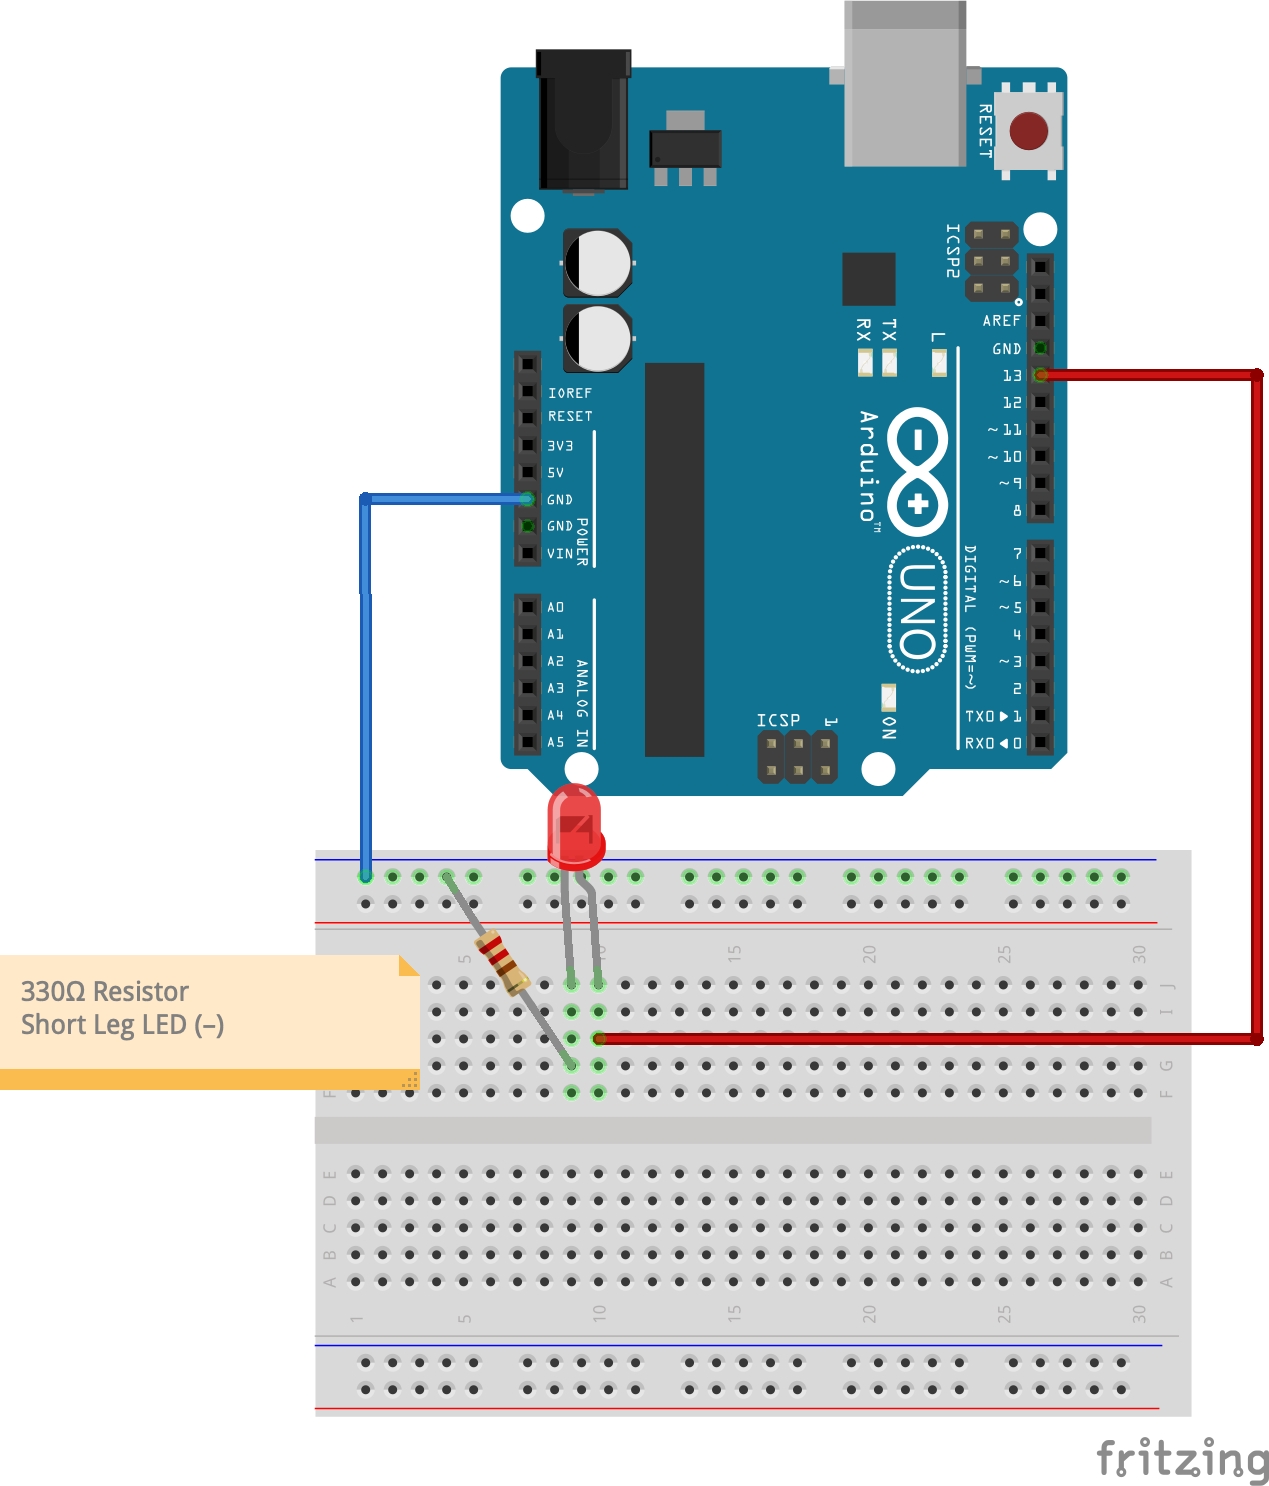 RESET
ICSP2
AREF
GND
RX
TX
L
13
IOREF
12
RESET
~11
3V3
~10
5V
~9
GND
8
GND
VIN
POWER
Arduino™
7
~6
UNO
DIGITAL (PWM=~)
A0
~5
A1
4
A2
~3
A3
2
A4
TX0▶1
A5
RX0◀0
ANALOG IN
ICSP
1
ON
5
10
15
20
25
30
330Ω Resistor
Short Leg LED (–)
J
I
G
F
F
E
E
D
D
C
C
B
B
A
A
1
5
10
15
20
25
30
fritzing